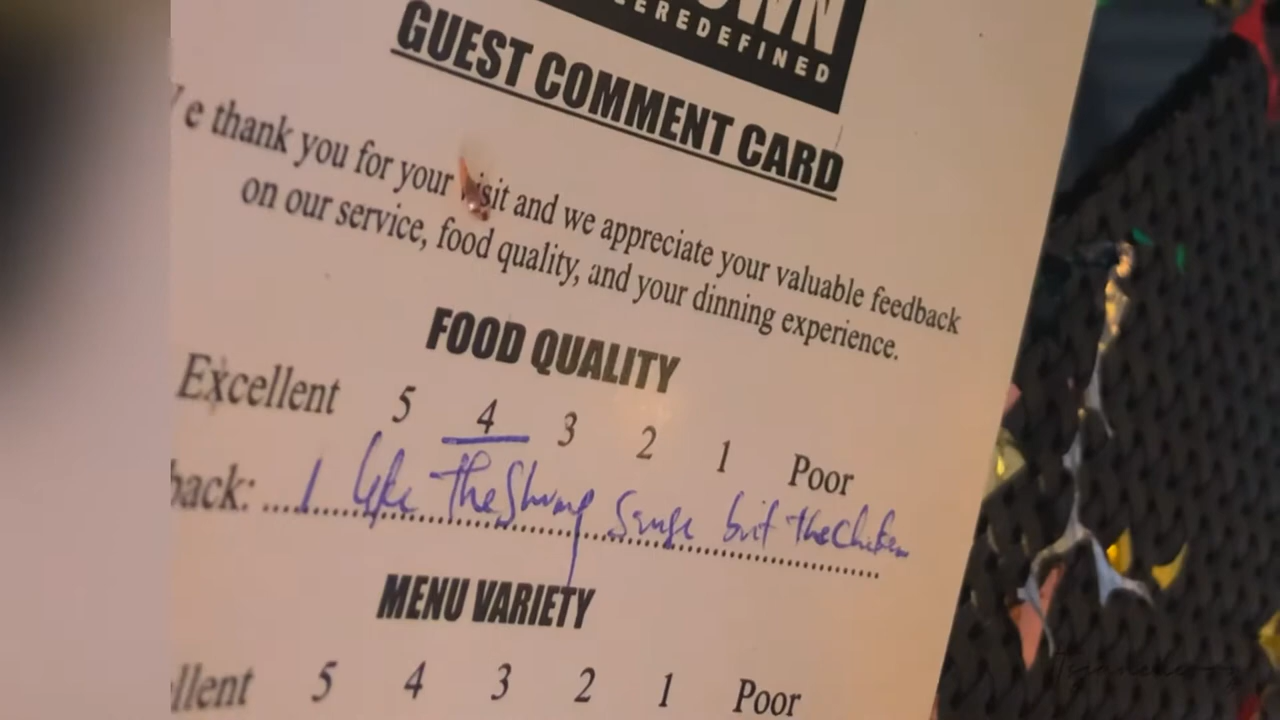 OWN
EREDEFINED
GUEST COMMENT CARD
e thank you for your visit and we appreciate your valuable feedback
on our service, food quality, and your dinning experience.
FOOD QUALITY
Excellent 5 4 3 2 1 Poor
back: I like the sauce but the chicken
MENU VARIETY
llent 5 4 3 2 1 Poor